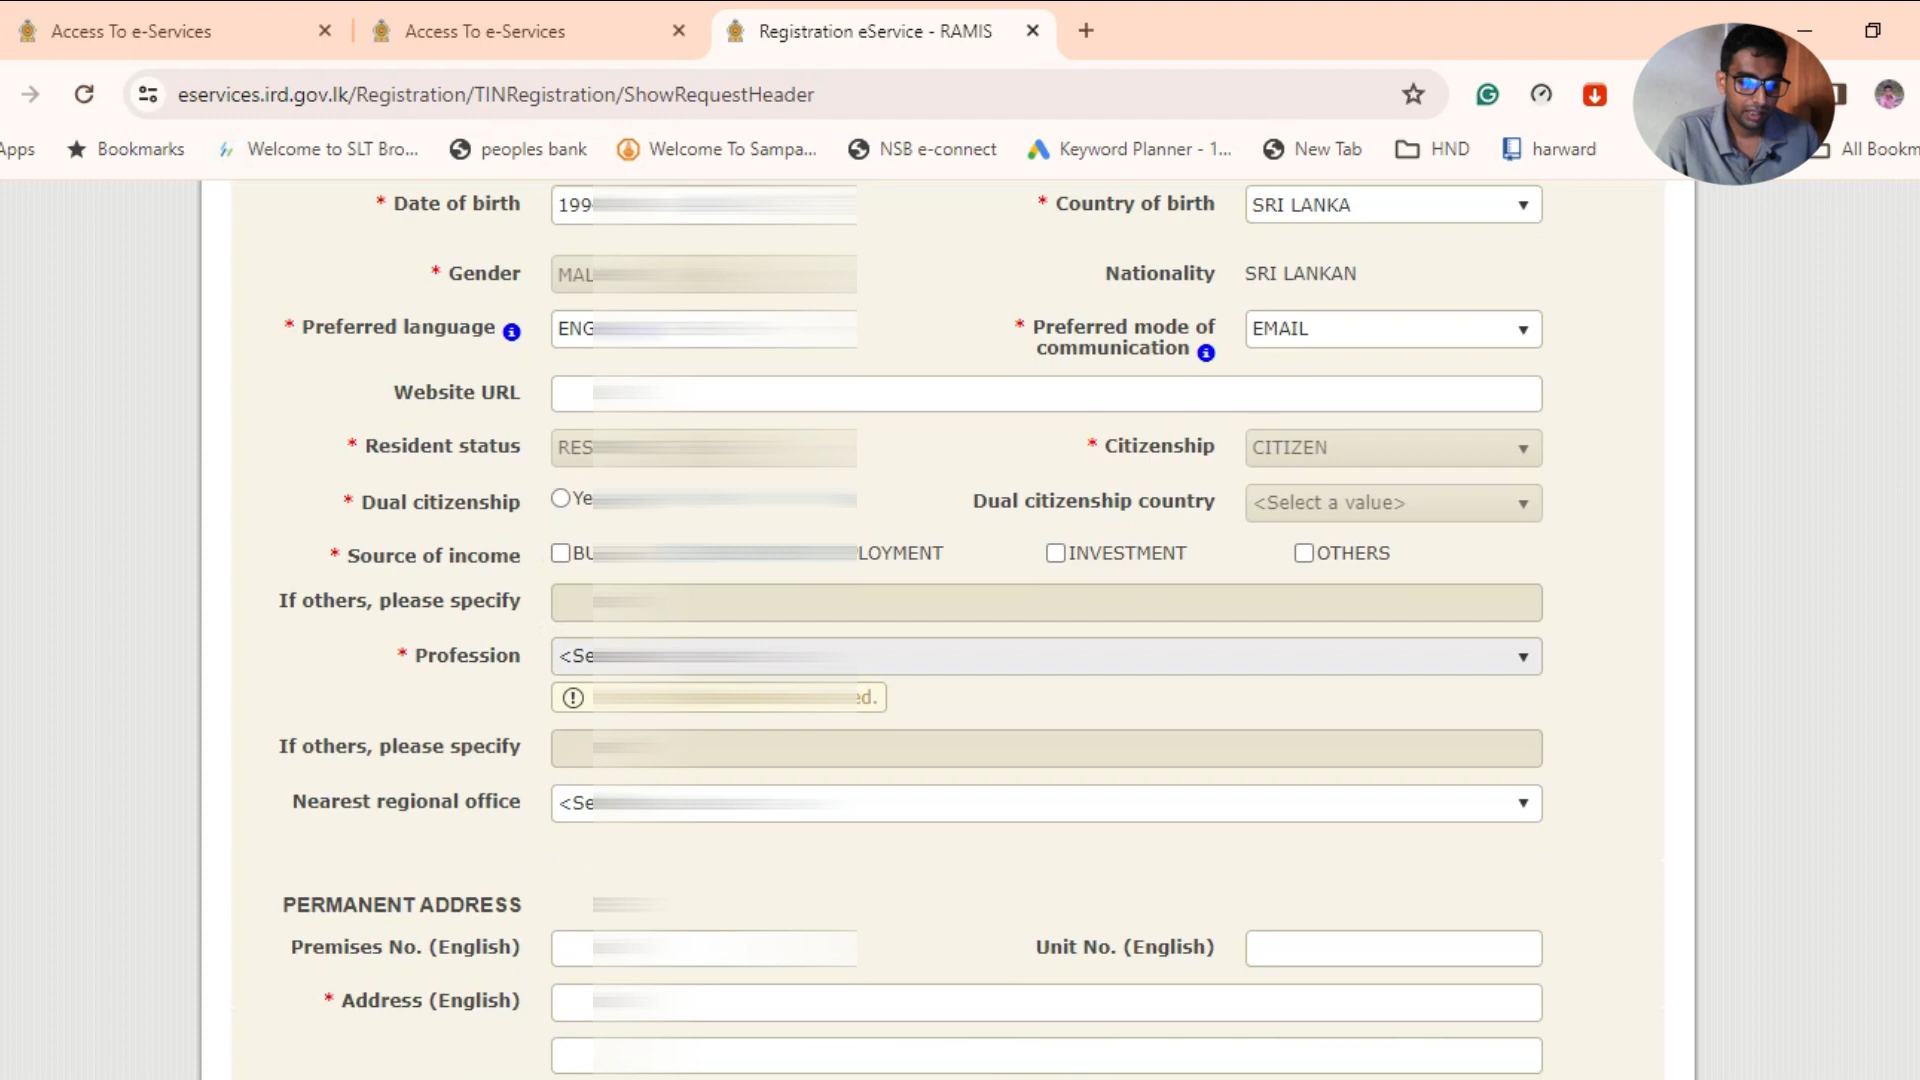 Access To e-Services
Access To e-Services
Registration eService - RAMIS
eservices.ird.gov.lk/Registration/TINRegistration/ShowRequestHeader
Apps
Bookmarks
Welcome to SLT Bro...
peoples bank
Welcome To Sampa...
NSB e-connect
Keyword Planner - 1...
New Tab
HND
harward
All Bookm
* Date of birth 199
* Country of birth SRI LANKA
* Gender MAL
Nationality SRI LANKAN
* Preferred language ENG
* Preferred mode of
communication
EMAIL
Website URL
* Resident status RES
* Citizenship CITIZEN
* Dual citizenship Ye
Dual citizenship country <Select a value>
* Source of income BU LOYMENT INVESTMENT OTHERS
If others, please specify
* Profession <Se
ed.
If others, please specify
Nearest regional office <Se
PERMANENT ADDRESS
Premises No. (English)
Unit No. (English)
* Address (English)